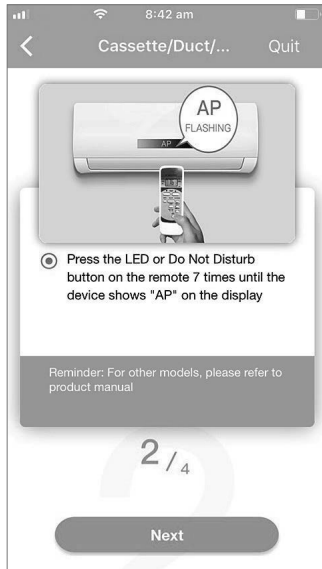 8:42 am
Cassette/Duct/...
Quit
AP
FLASHING
AP
Press the LED or Do Not Disturb
button on the remote 7 times until the
device shows "AP" on the display
Reminder: For other models, please refer to
product manual
2/4
Next